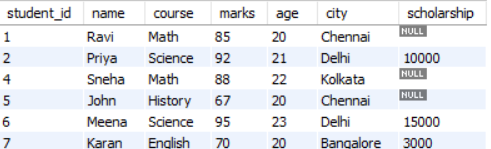 student_id name course marks age city scholarship
1 Ravi Math 85 20 Chennai NULL
2 Priya Science 92 21 Delhi 10000
4 Sneha Math 88 22 Kolkata NULL
5 John History 67 20 Chennai NULL
6 Meena Science 95 23 Delhi 15000
7 Karan English 70 20 Bangalore 3000